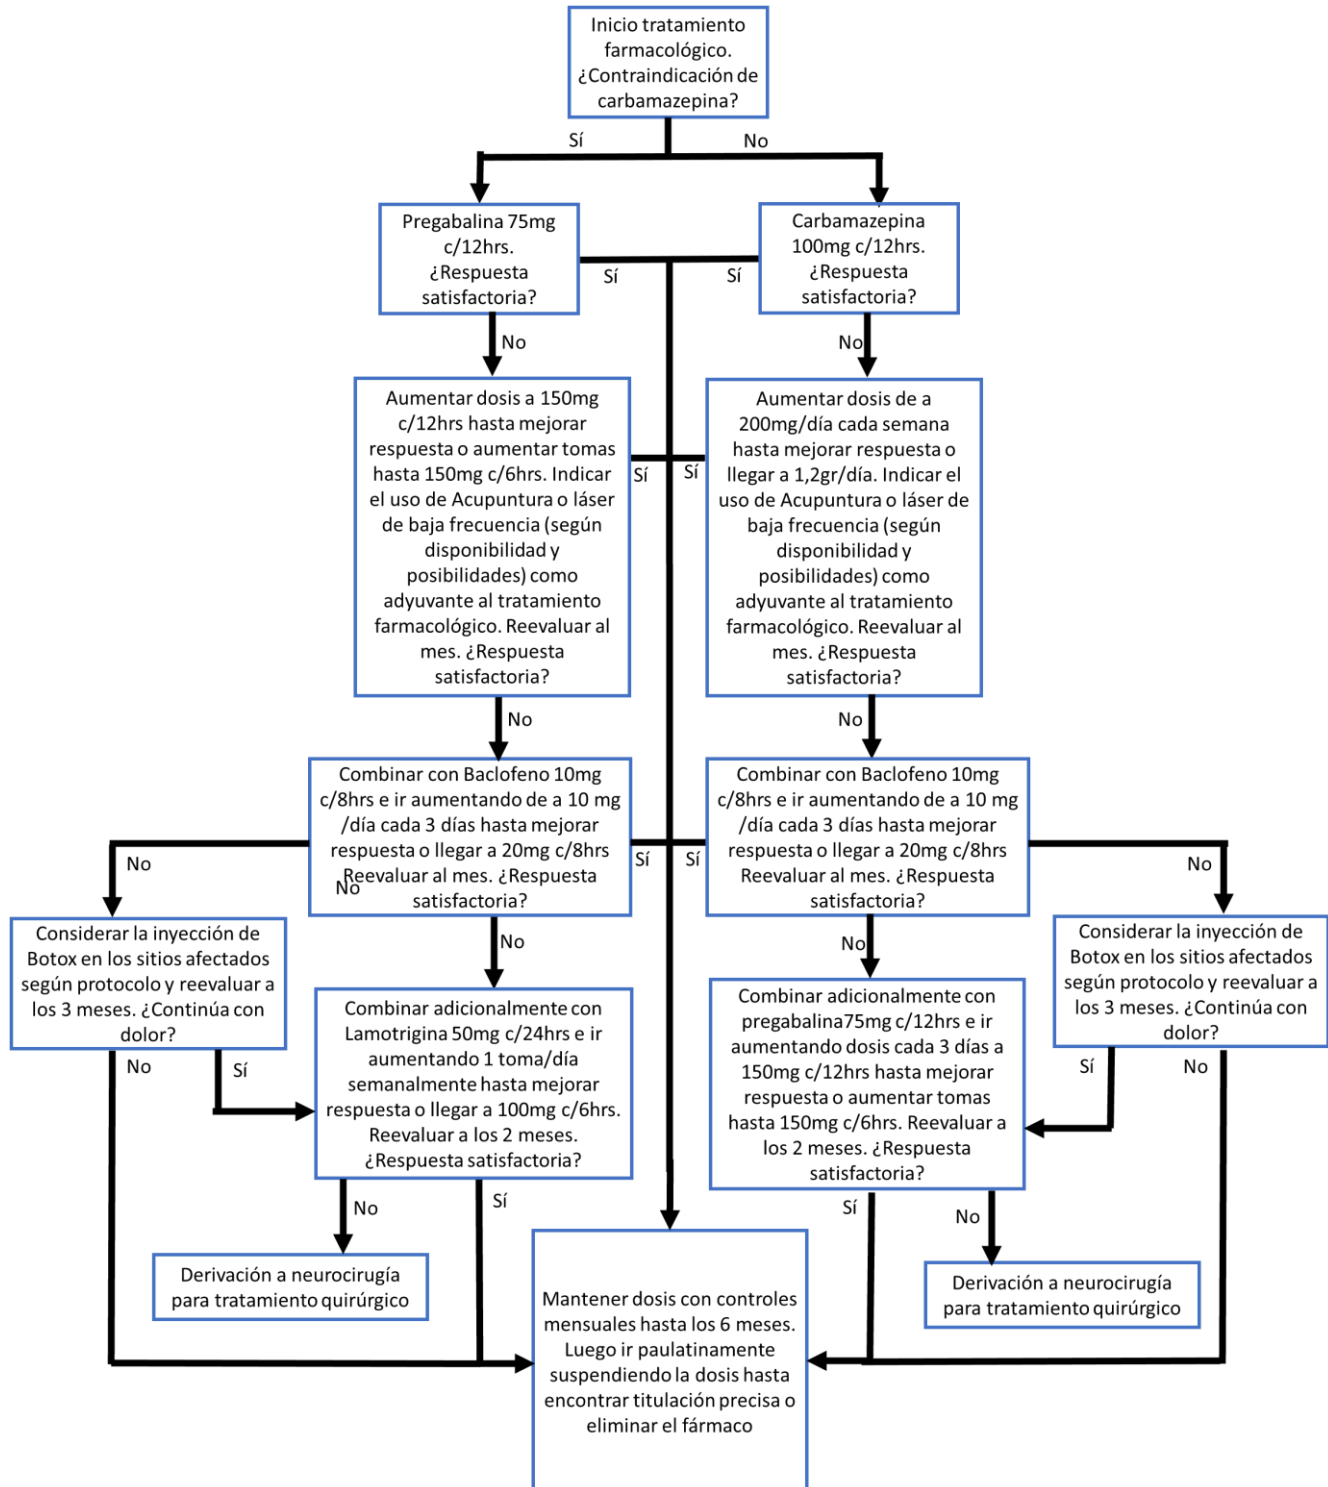 Inicio tratamiento
farmacológico.
¿Contraindicación de
carbamazepina?
Sí
No
Pregabalina 75mg
c/12hrs.
¿Respuesta
satisfactoria?
Carbamazepina
100mg c/12hrs.
¿Respuesta
satisfactoria?
Sí
Sí
No
No
Aumentar dosis a 150mg
c/12hrs hasta mejorar
respuesta o aumentar tomas
hasta 150mg c/6hrs. Indicar
el uso de Acupuntura o láser
de baja frecuencia (según
disponibilidad y
posibilidades) como
adyuvante al tratamiento
farmacológico. Reevaluar al
mes. ¿Respuesta
satisfactoria?
Aumentar dosis de a
200mg/día cada semana
hasta mejorar respuesta o
llegar a 1,2gr/día. Indicar el
uso de Acupuntura o láser de
baja frecuencia (según
disponibilidad y
posibilidades) como
adyuvante al tratamiento
farmacológico. Reevaluar al
mes. ¿Respuesta
satisfactoria?
Sí
Sí
No
No
Combinar con Baclofeno 10mg
c/8hrs e ir aumentando de a 10 mg
/día cada 3 días hasta mejorar
respuesta o llegar a 20mg c/8hrs
Reevaluar al mes. ¿Respuesta
satisfactoria?
No
Combinar con Baclofeno 10mg
c/8hrs e ir aumentando de a 10 mg
/día cada 3 días hasta mejorar
respuesta o llegar a 20mg c/8hrs
Reevaluar al mes. ¿Respuesta
satisfactoria?
No
Sí
Sí
No
No
No
Considerar la inyección de
Botox en los sitios afectados
según protocolo y reevaluar a
los 3 meses. ¿Continúa con
dolor?
Combinar adicionalmente con
Lamotrigina 50mg c/24hrs e ir
aumentando 1 toma/día
semanalmente hasta mejorar
respuesta o llegar a 100mg c/6hrs.
Reevaluar a los 2 meses.
¿Respuesta satisfactoria?
Combinar adicionalmente con
pregabalina75mg c/12hrs e ir
aumentando dosis cada 3 días a
150mg c/12hrs hasta mejorar
respuesta o aumentar tomas
hasta 150mg c/6hrs. Reevaluar a
los 2 meses. ¿Respuesta
satisfactoria?
Considerar la inyección de
Botox en los sitios afectados
según protocolo y reevaluar a
los 3 meses. ¿Continúa con
dolor?
No
Sí
Sí
No
No
Sí
Sí
No
Derivación a neurocirugía
para tratamiento quirúrgico
Mantener dosis con controles
mensuales hasta los 6 meses.
Luego ir paulatinamente
suspendiendo la dosis hasta
encontrar titulación precisa o
eliminar el fármaco
Derivación a neurocirugía
para tratamiento quirúrgico